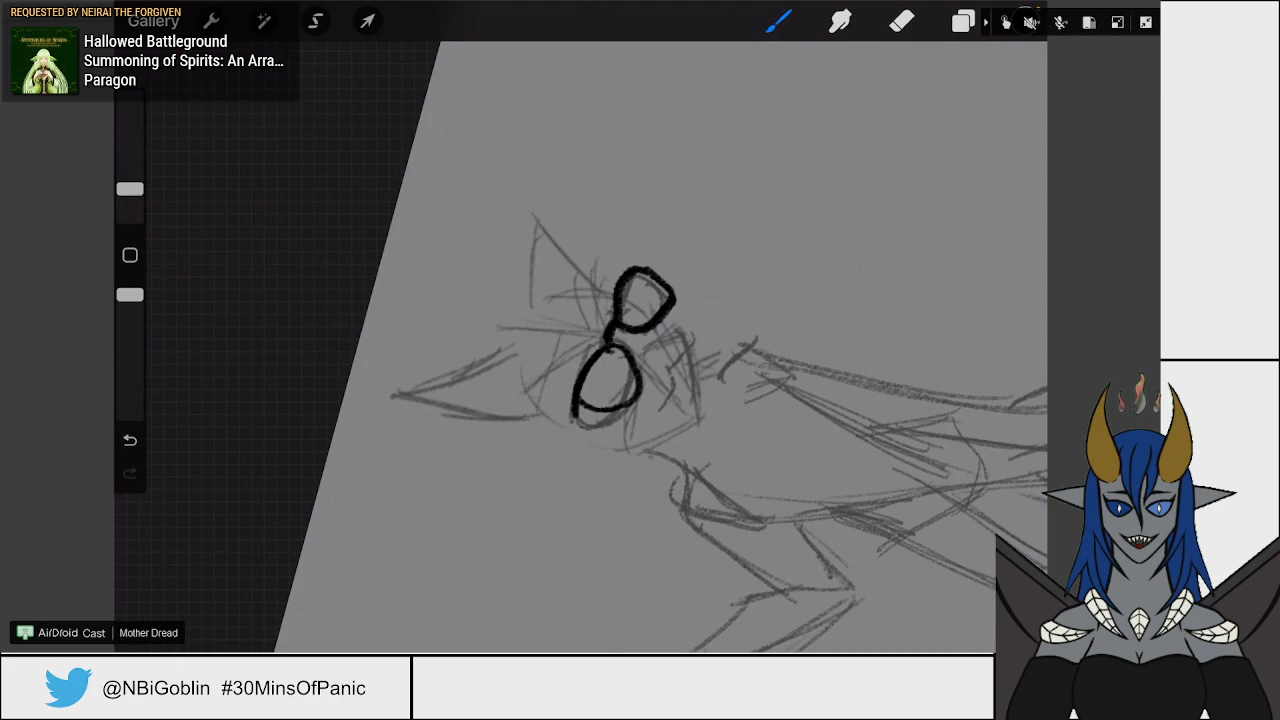 REQUESTED BY NEIRAI THE FORGIVEN
Gallery
Hallowed Battleground
Summoning of Spirits: An Arra...
Paragon
AirDroid Cast | Mother Dread
@NBiGoblin #30MinsOfPanic